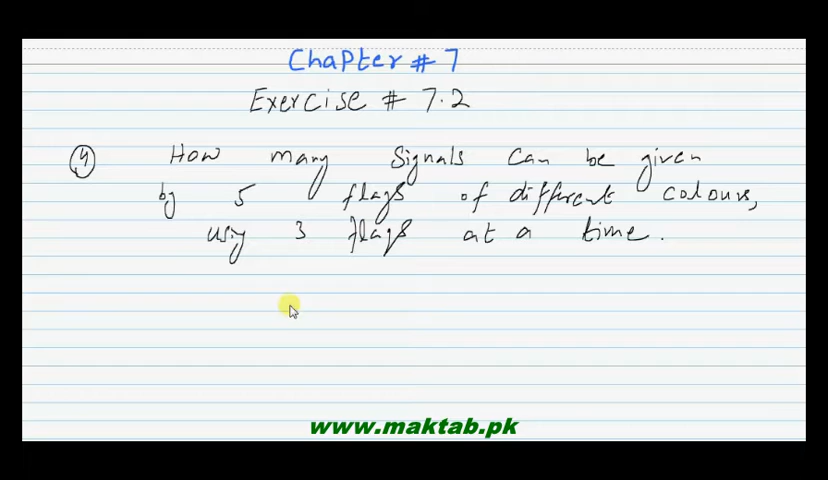 Chapter # 7
Exercise # 7.2
4 How many Signals can be given
by 5 flags of different colours,
using 3 flags at a time.
www.maktab.pk